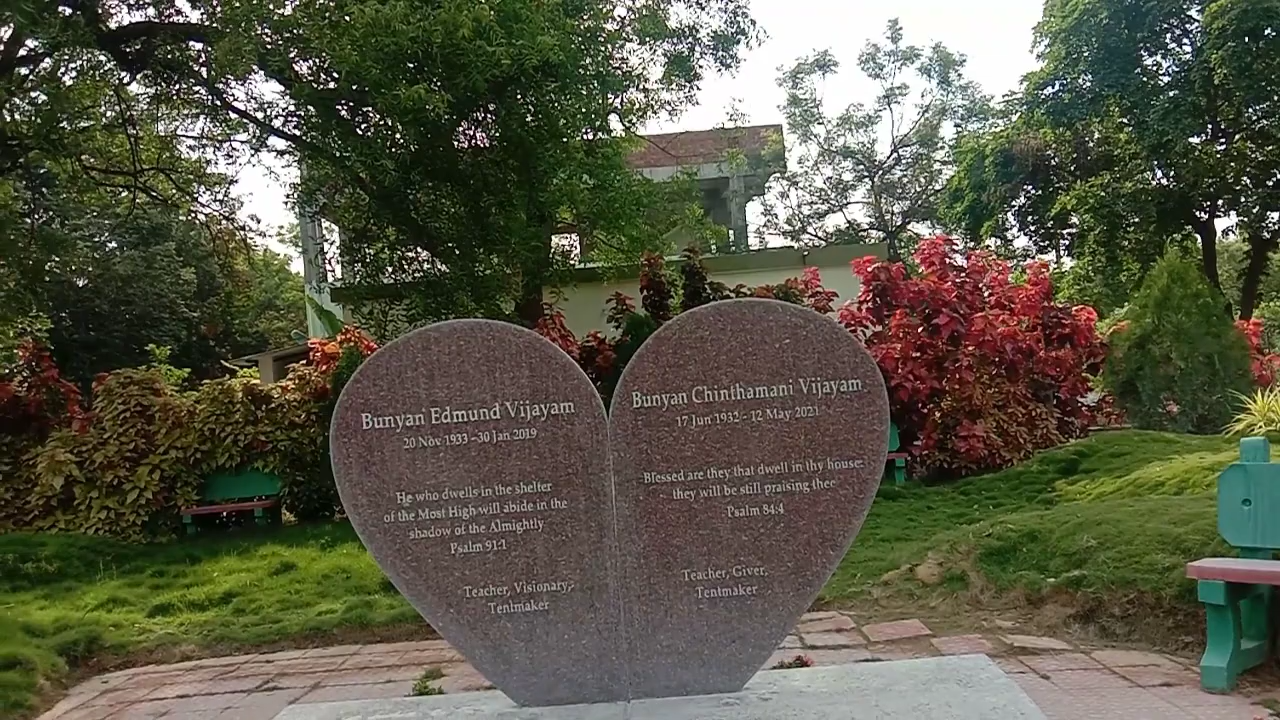 Bunyan Edmund Vijayam
20 Nov 1933 - 30 Jan 2019
He who dwells in the shelter
of the Most High will abide in the
shadow of the Almightly
Psalm 91:1
Teacher, Visionary,
Tentmaker
Bunyan Chinthamani Vijayam
17 Jun 1932 - 12 May 2021
Blessed are they that dwell in thy house:
they will be still praising thee
Psalm 84:4
Teacher, Giver,
Tentmaker